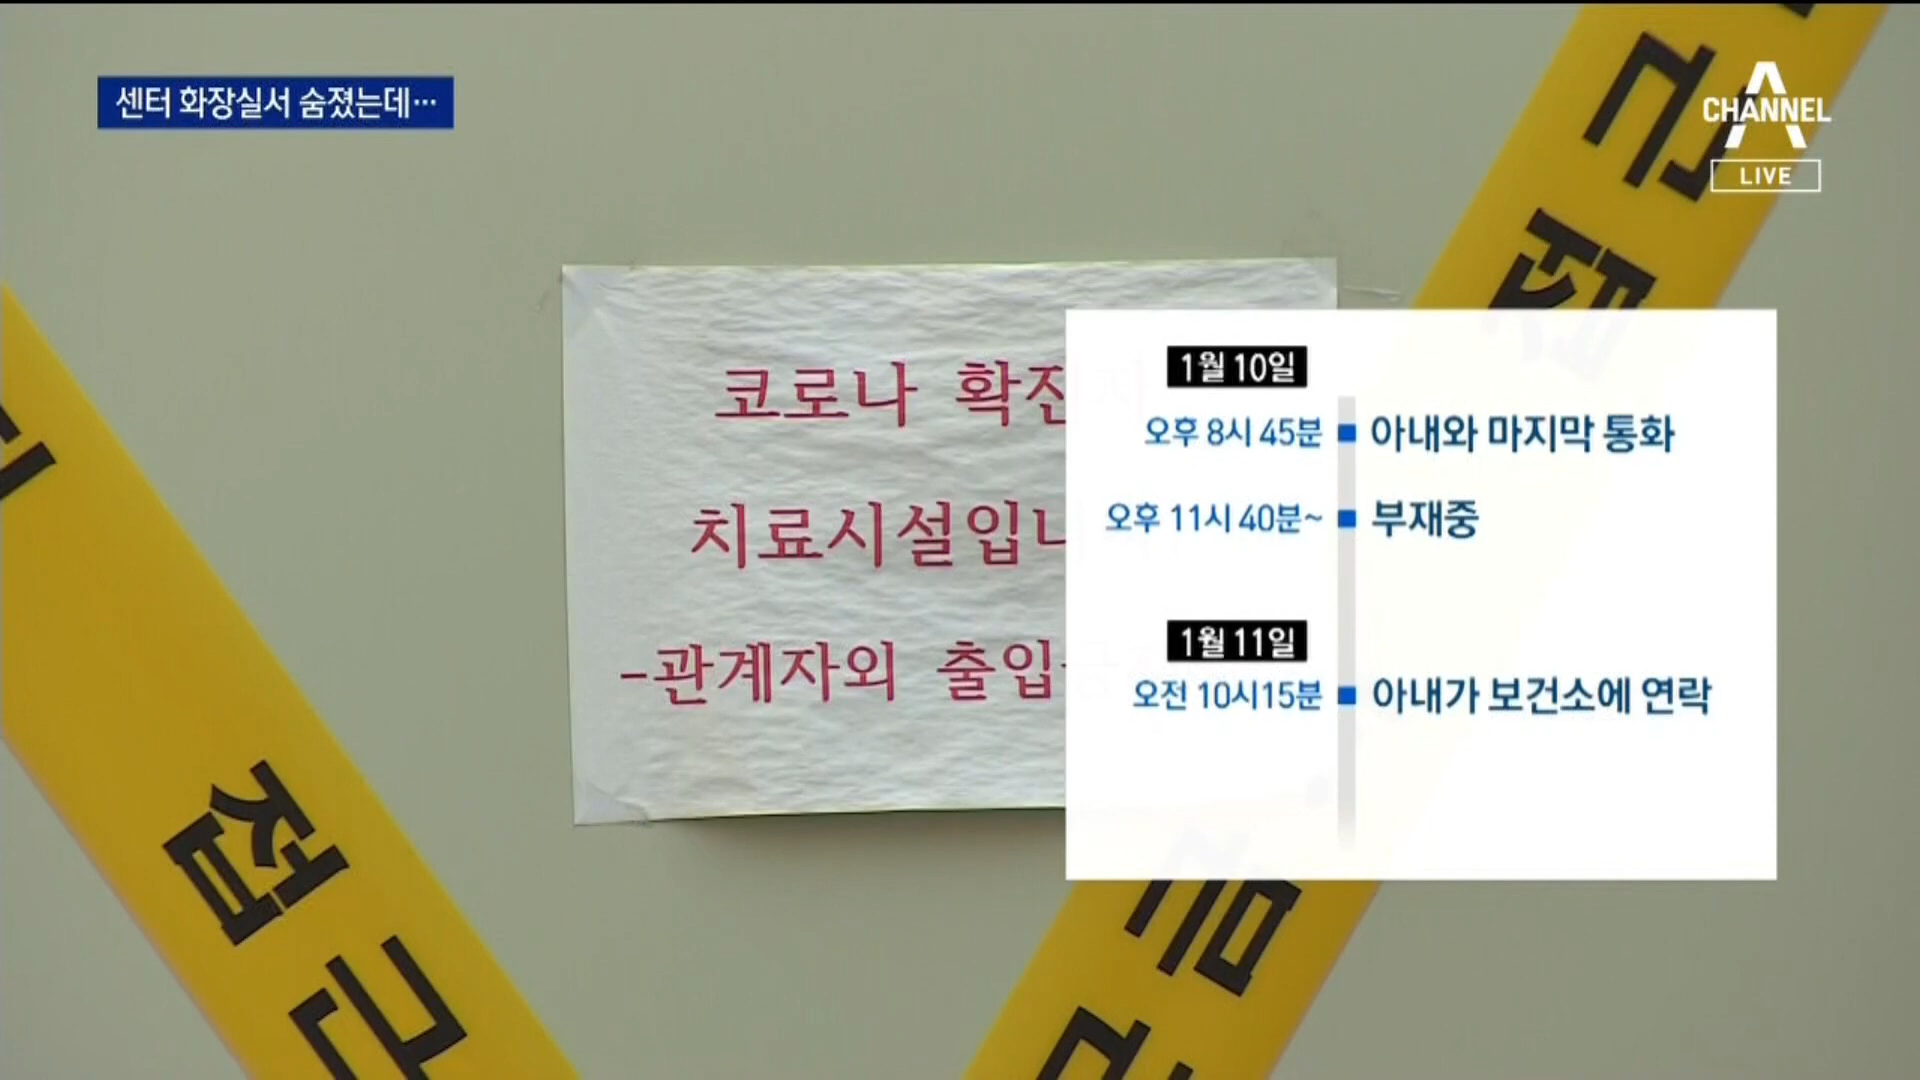 센터 화장실서 숨졌는데…
CHANNEL A
LIVE
코로나 확진
치료시설입니
-관계자외 출입금
1월 10일
오후 8시 45분 아내와 마지막 통화
오후 11시 40분~ 부재중
1월 11일
오전 10시15분 아내가 보건소에 연락
접근
접근
금